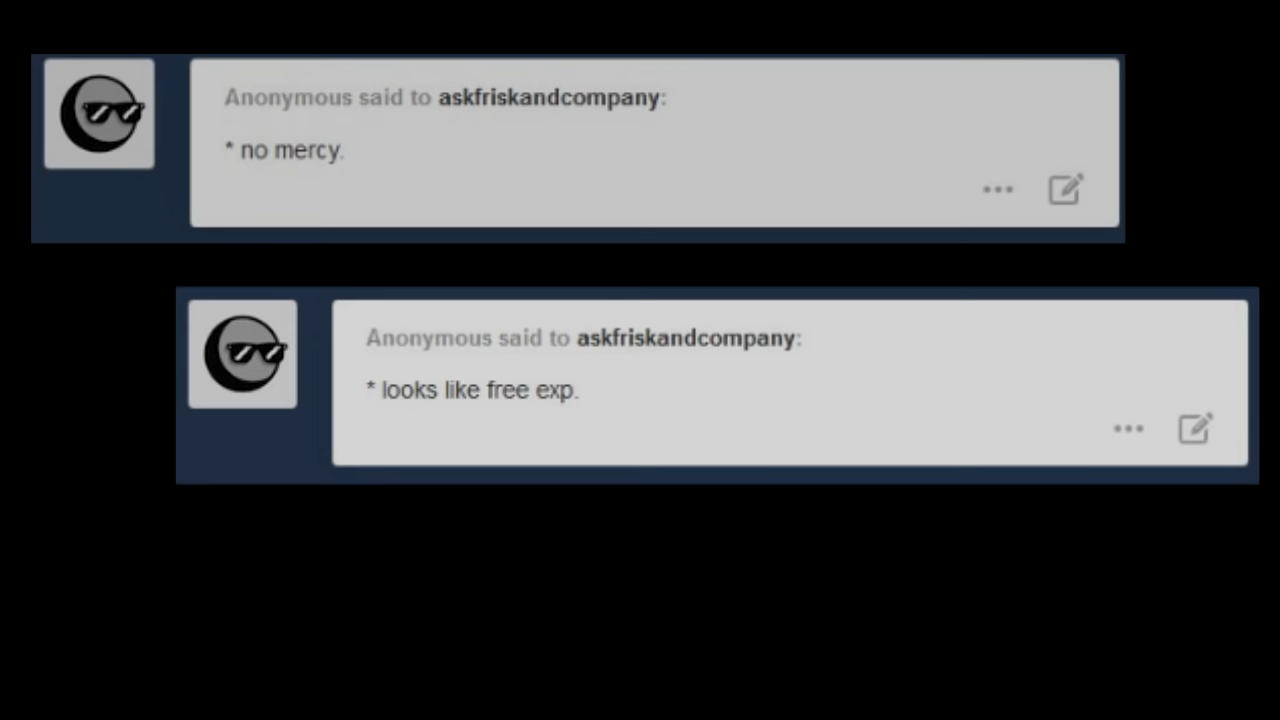 Anonymous said to askfriskandcompany:
* no mercy.
Anonymous said to askfriskandcompany:
* looks like free exp.